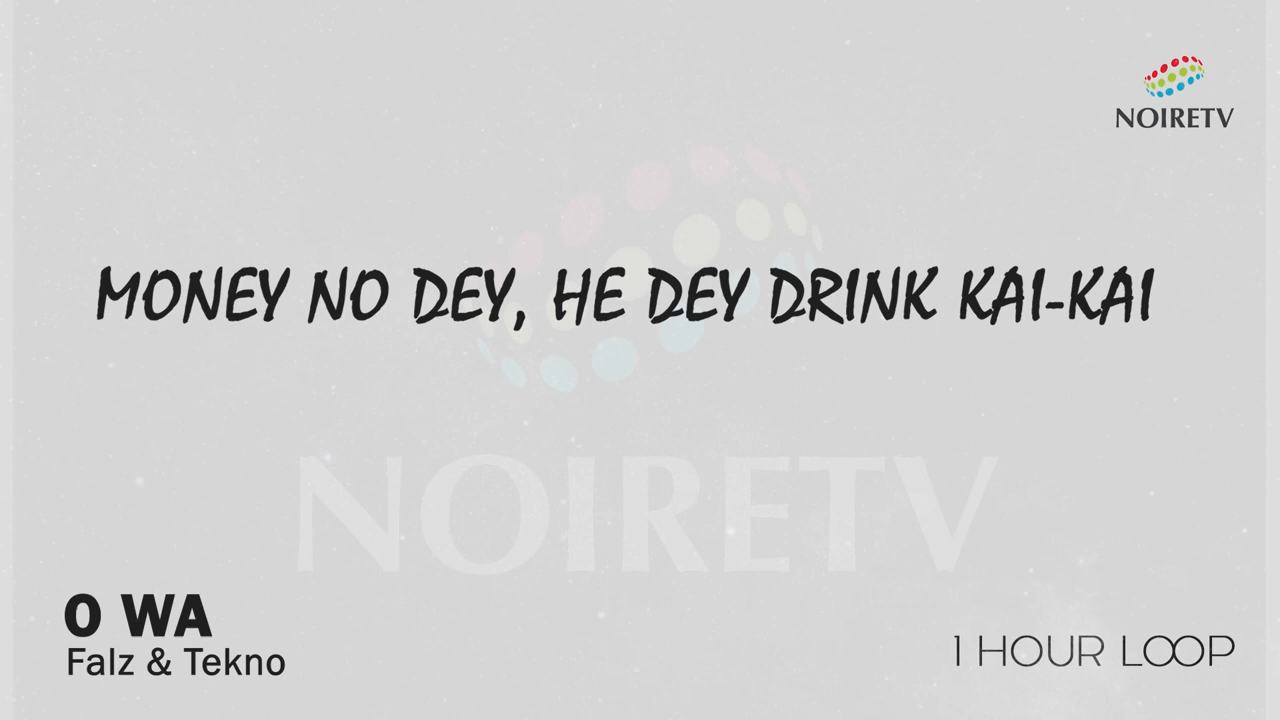 NOIRETV
MONEY NO DEY, HE DEY DRINK KAI-KAI
NOIRETV
O WA
Falz & Tekno
1 HOUR LOOP